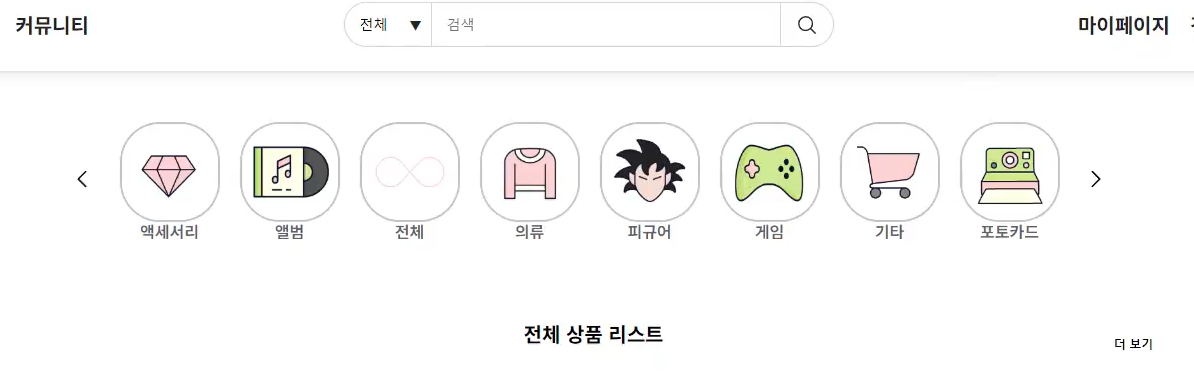 커뮤니티
전체 ▼ 검색
마이페이지
액세서리 앨범 전체 의류 피규어 게임 기타 포토카드
전체 상품 리스트
더 보기